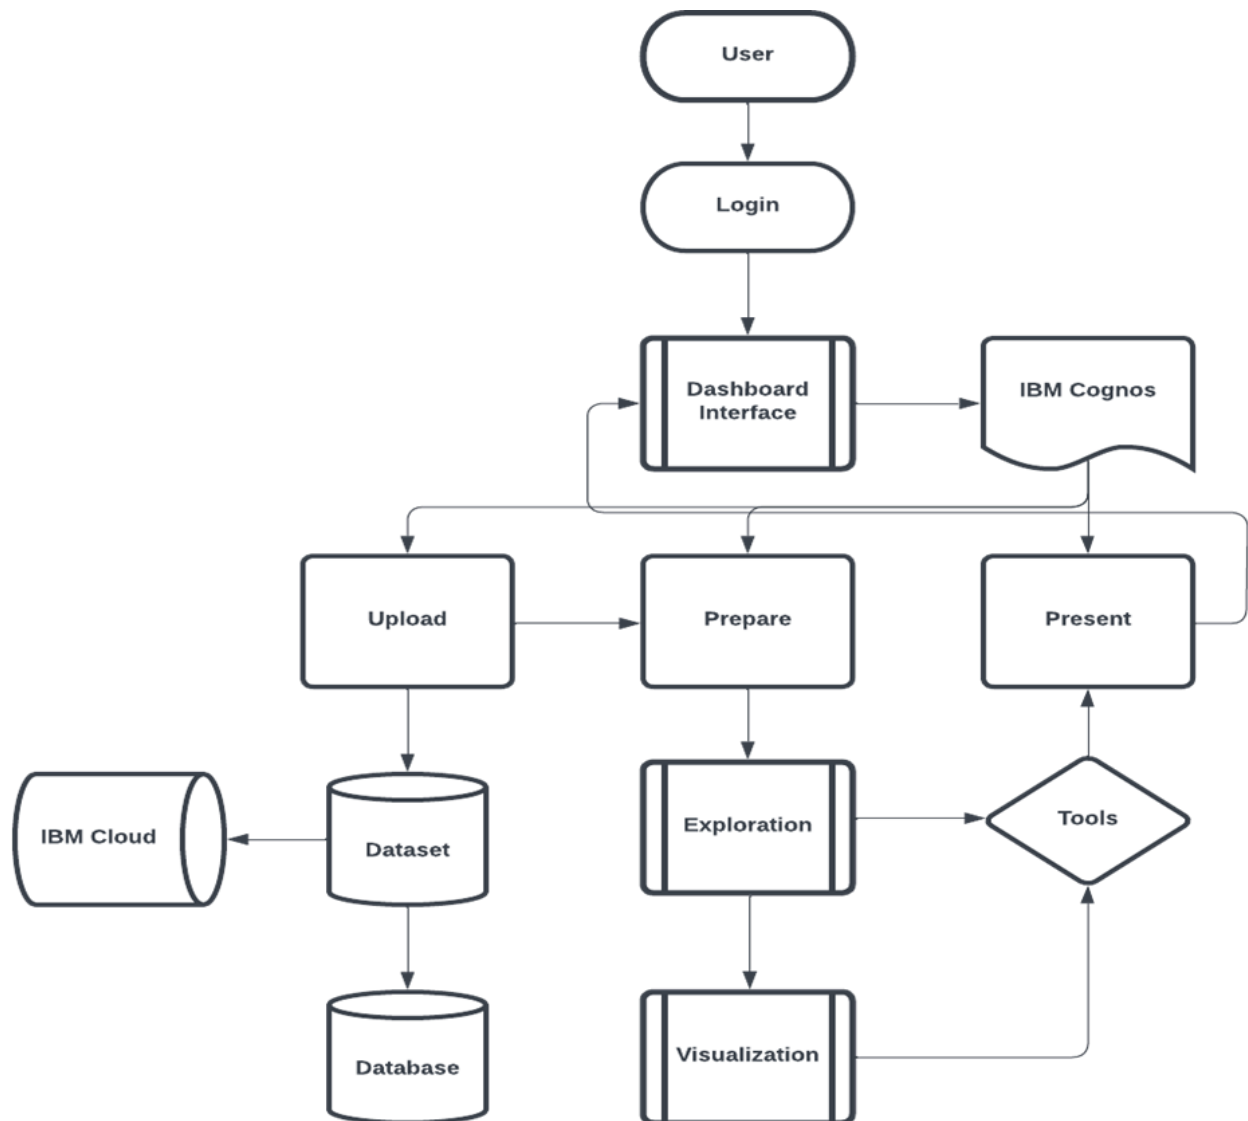 User
Login
Dashboard
Interface
IBM Cognos
Upload
Prepare
Present
IBM Cloud
Dataset
Exploration
Tools
Database
Visualization